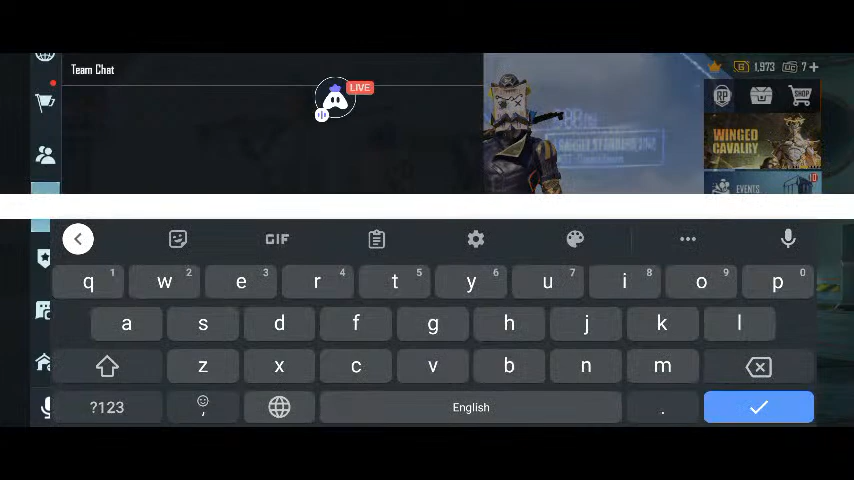 Team Chat
LIVE
1,973
7 +
RP
SHOP
WINGED
CAVALRY
EVENTS
GIF
q 1 w 2 e 3 r 4 t 5 y 6 u 7 i 8 o 9 p 0
a s d f g h j k l
z x c v b n m
?123 , English .